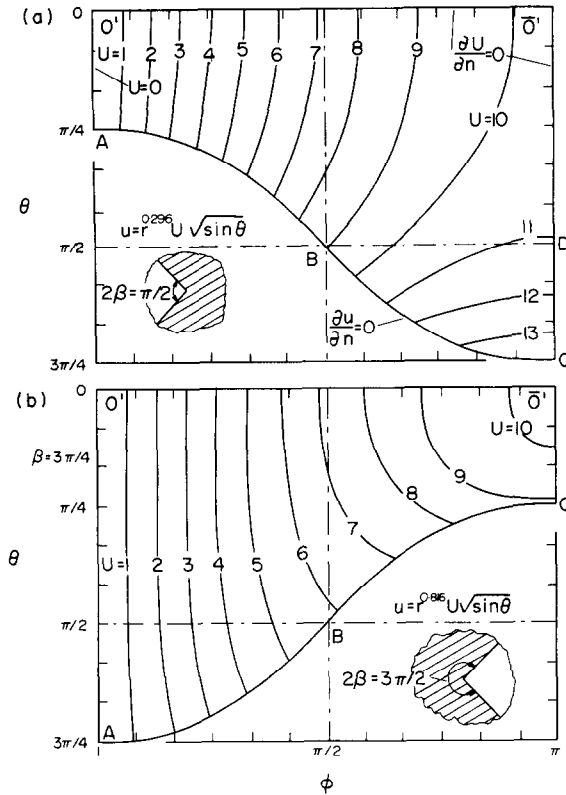 (a)
O' Ō'
U=1 2 3 4 5 6 7 8 9 ∂U/∂n=0
U=0 U=10
A
π/4
θ
u=r^0.296 U √sinθ
π/2 B 11 D
2β=π/2
∂u/∂n=0 12
13
3π/4 C
(b)
0 O' Ō'
U=10
β=3π/4
9
π/4 8 C
7
θ U=1 2 3 4 5 6
u=r^0.816 U√sinθ
π/2 B
2β=3π/2
A
3π/4
π/2 π
φ